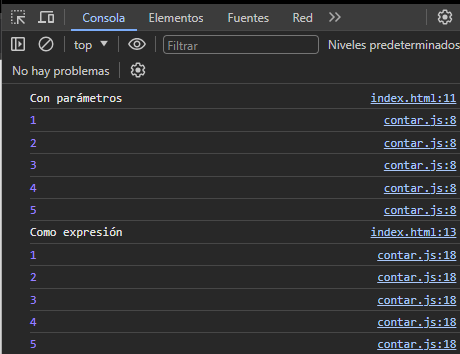 Consola Elementos Fuentes Red
top Filtrar Niveles predeterminados
No hay problemas
Con parámetros index.html:11
1 contar.js:8
2 contar.js:8
3 contar.js:8
4 contar.js:8
5 contar.js:8
Como expresión index.html:13
1 contar.js:18
2 contar.js:18
3 contar.js:18
4 contar.js:18
5 contar.js:18